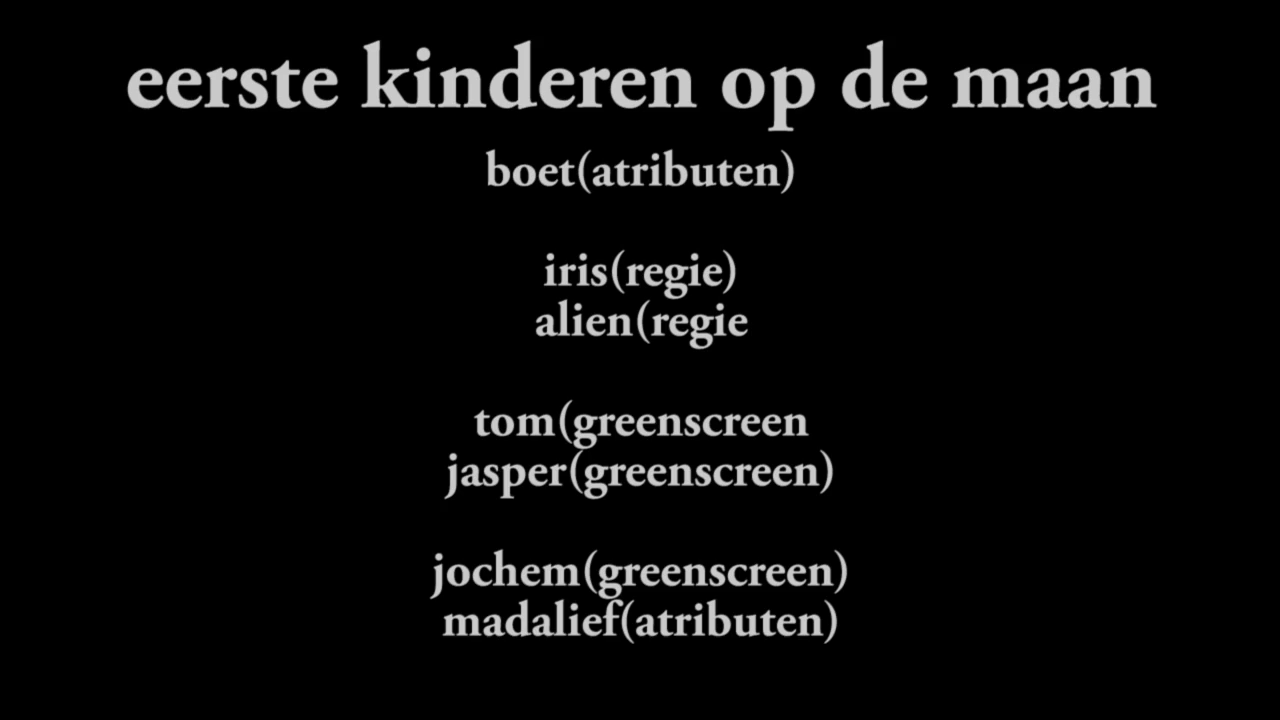 eerste kinderen op de maan
boet(atributen)
iris(regie)
alien(regie
tom(greenscreen
jasper(greenscreen)
jochem(greenscreen)
madalief(atributen)